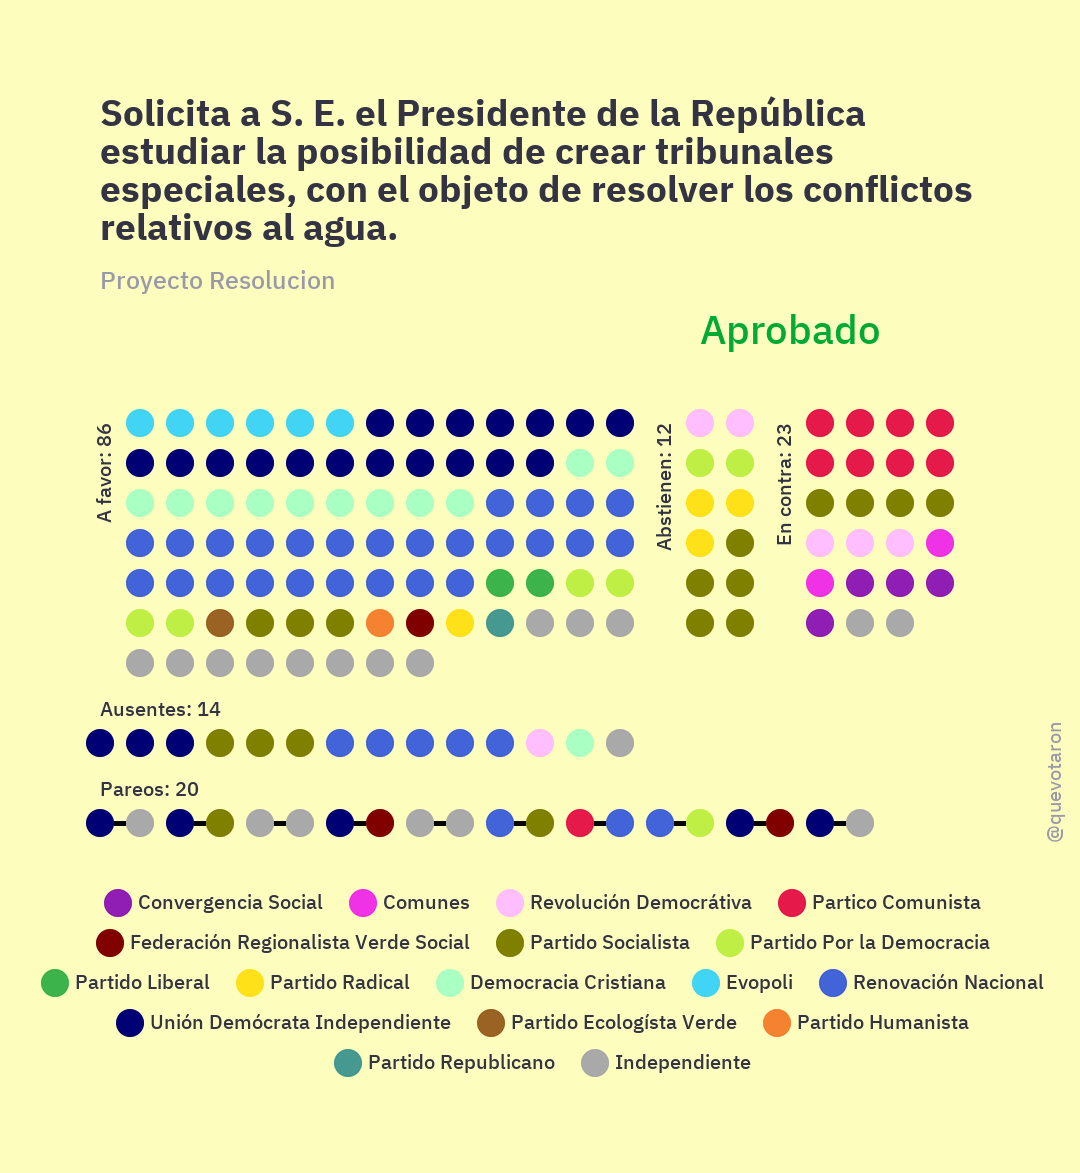 Solicita a S. E. el Presidente de la República
estudiar la posibilidad de crear tribunales
especiales, con el objeto de resolver los conflictos
relativos al agua.
Proyecto Resolucion
Aprobado
A favor: 86
Abstienen: 12
En contra: 23
Ausentes: 14
Pareos: 20
@quevotaron
Convergencia Social Comunes Revolución Democrátiva Partico Comunista
Federación Regionalista Verde Social Partido Socialista Partido Por la Democracia
Partido Liberal Partido Radical Democracia Cristiana Evopoli Renovación Nacional
Unión Demócrata Independiente Partido Ecologísta Verde Partido Humanista
Partido Republicano Independiente